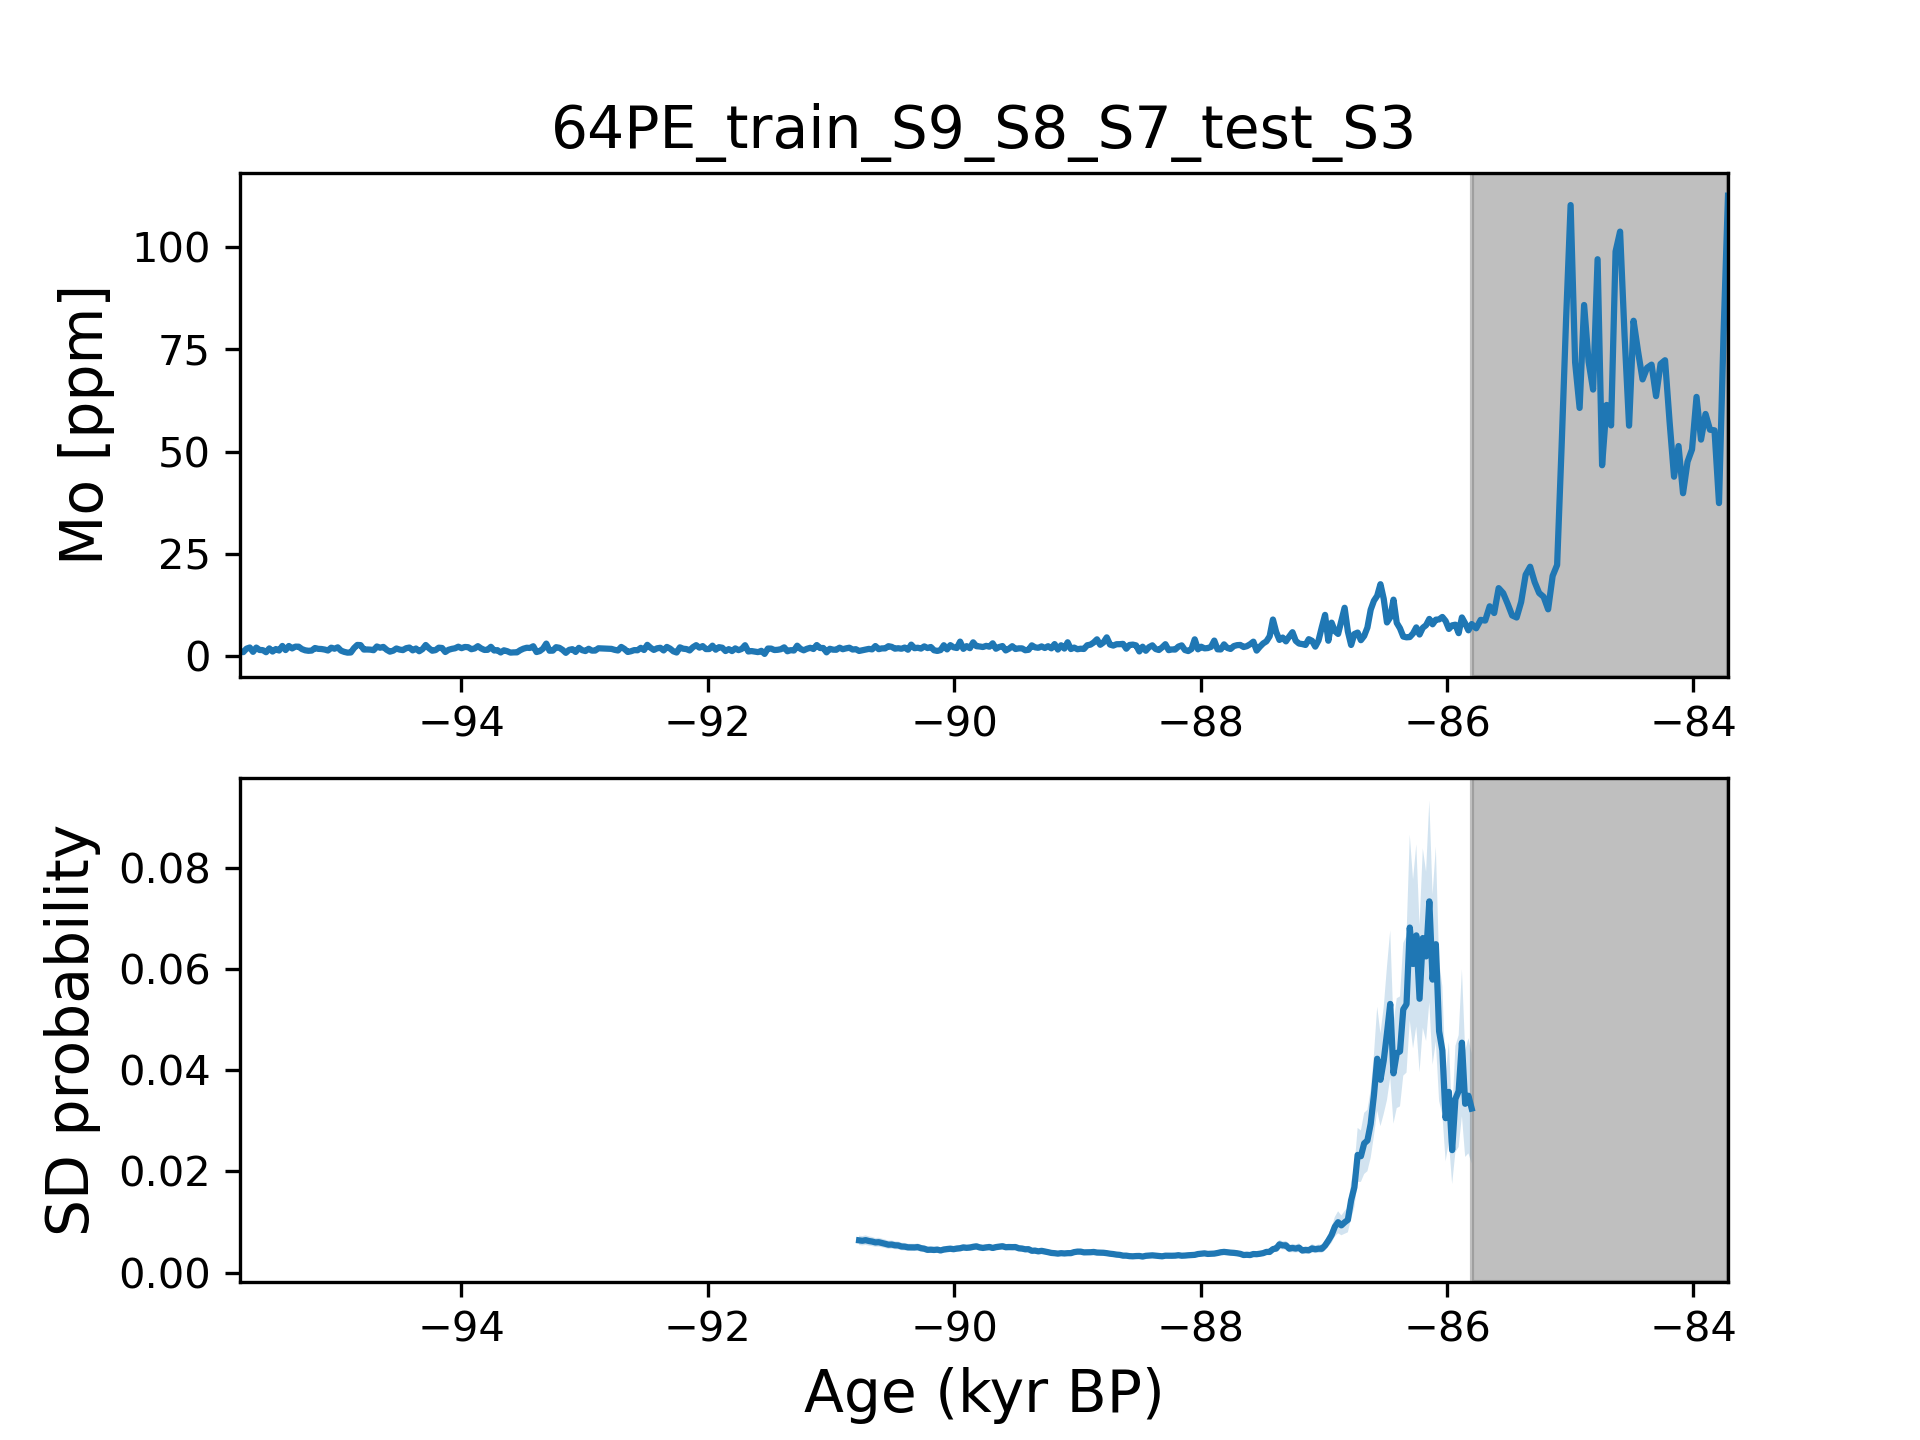 64PE_train_S9_S8_S7_test_S3
Mo [ppm]
100
75
50
25
0
−94 −92 −90 −88 −86 −84
SD probability
0.08
0.06
0.04
0.02
0.00
−94 −92 −90 −88 −86 −84
Age (kyr BP)